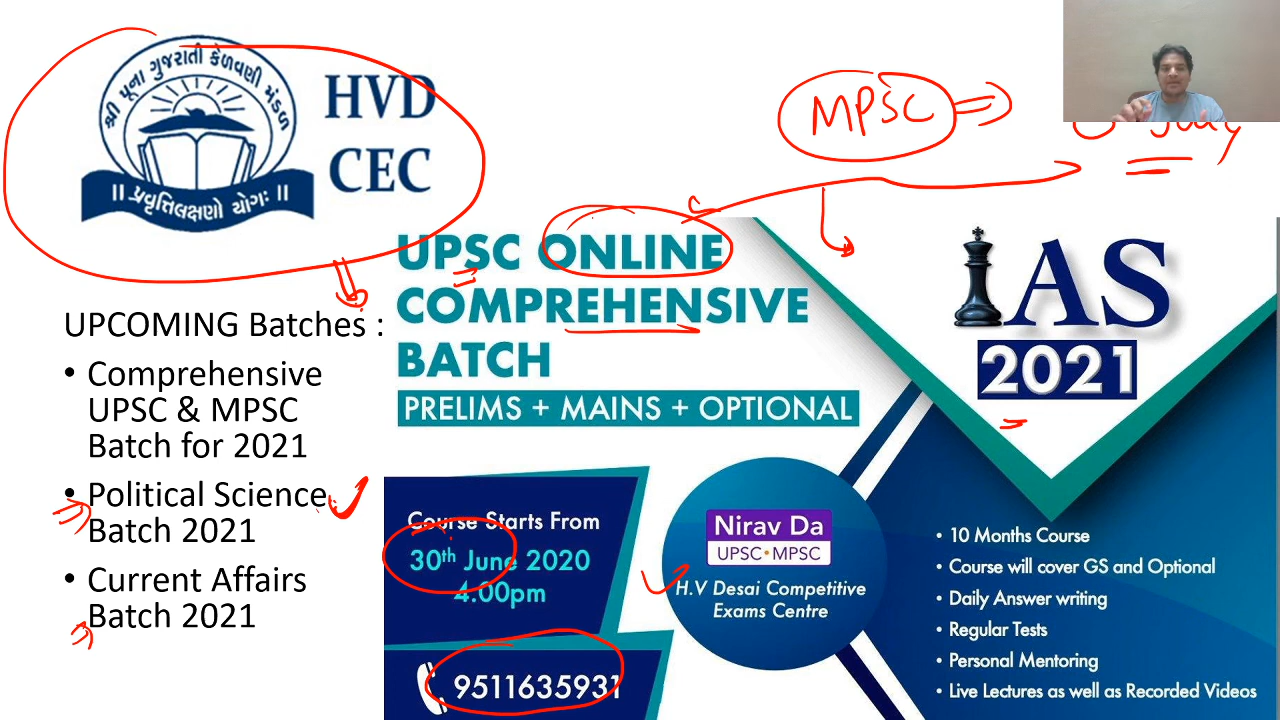 શ્રી પૂના ગુજરાતી કેળવણી મંડળ
॥ પ્રવૃત્તિલક્ષણો યોગઃ ॥
HVD
CEC
MPSC
July
UPSC ONLINE
COMPREHENSIVE
BATCH
PRELIMS + MAINS + OPTIONAL
IAS
2021
UPCOMING Batches :
• Comprehensive
UPSC & MPSC
Batch for 2021
• Political Science
Batch 2021
• Current Affairs
Batch 2021
Course Starts From
30th June 2020
4.00pm
9511635931
Nirav Da
UPSC • MPSC
H.V Desai Competitive
Exams Centre
• 10 Months Course
• Course will cover GS and Optional
• Daily Answer writing
• Regular Tests
• Personal Mentoring
• Live Lectures as well as Recorded Videos